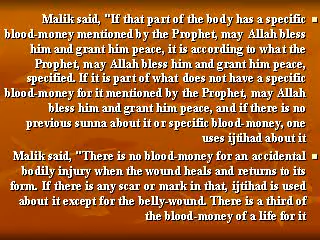 Malik said, "If that part of the body has a specific
blood-money mentioned by the Prophet, may Allah bless
him and grant him peace, it is according to what the
Prophet, may Allah bless him and grant him peace,
specified. If it is part of what does not have a specific
blood-money for it mentioned by the Prophet, may Allah
bless him and grant him peace, and if there is no
previous sunna about it or specific blood-money, one
uses ijtihad about it
Malik said, "There is no blood-money for an accidental
bodily injury when the wound heals and returns to its
form. If there is any scar or mark in that, ijtihad is used
about it except for the belly-wound. There is a third of
the blood-money of a life for it